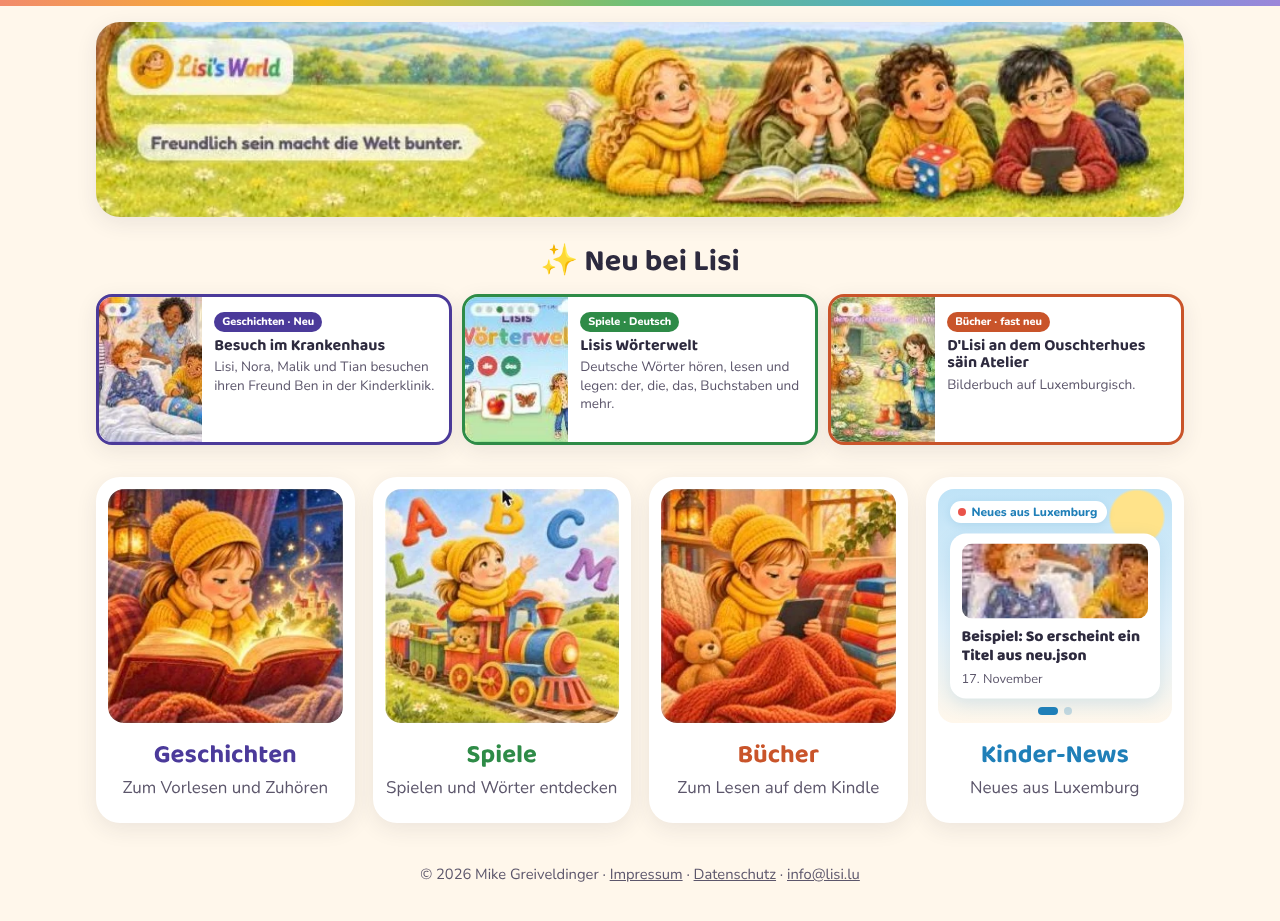 Lisi's World
Freundlich sein macht die Welt bunter.
✨ Neu bei Lisi
Geschichten · Neu
Besuch im Krankenhaus
Lisi, Nora, Malik und Tian besuchen
ihren Freund Ben in der Kinderklinik.
Lisis
Wörterwel
die
das
Spiele · Deutsch
Lisis Wörterwelt
Deutsche Wörter hören, lesen und
legen: der, die, das, Buchstaben und
mehr.
Bücher · fast neu
D'Lisi an dem Ouschterhues
säin Atelier
Bilderbuch auf Luxemburgisch.
A B C
L M
Neues aus Luxemburg
Beispiel: So erscheint ein
Titel aus neu.json
17. November
Geschichten
Zum Vorlesen und Zuhören
Spiele
Spielen und Wörter entdecken
Bücher
Zum Lesen auf dem Kindle
Kinder-News
Neues aus Luxemburg
© 2026 Mike Greiveldinger · Impressum · Datenschutz · info@lisi.lu